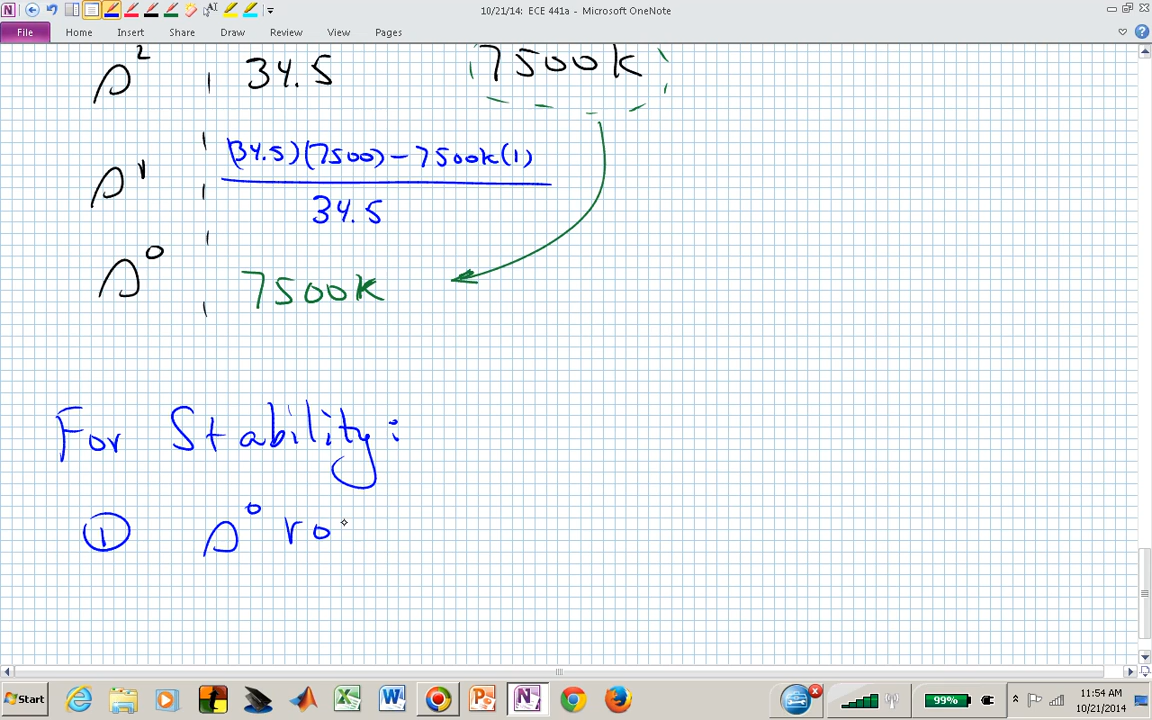 10/21/14: ECE 441a - Microsoft OneNote
File Home Insert Share Draw Review View Pages
s² 34.5 7500k
s¹ (34.5)(7500) - 7500k(1)
34.5
s⁰ 7500k
For Stability:
① s⁰ ro
Start 99% 11:54 AM
10/21/2014